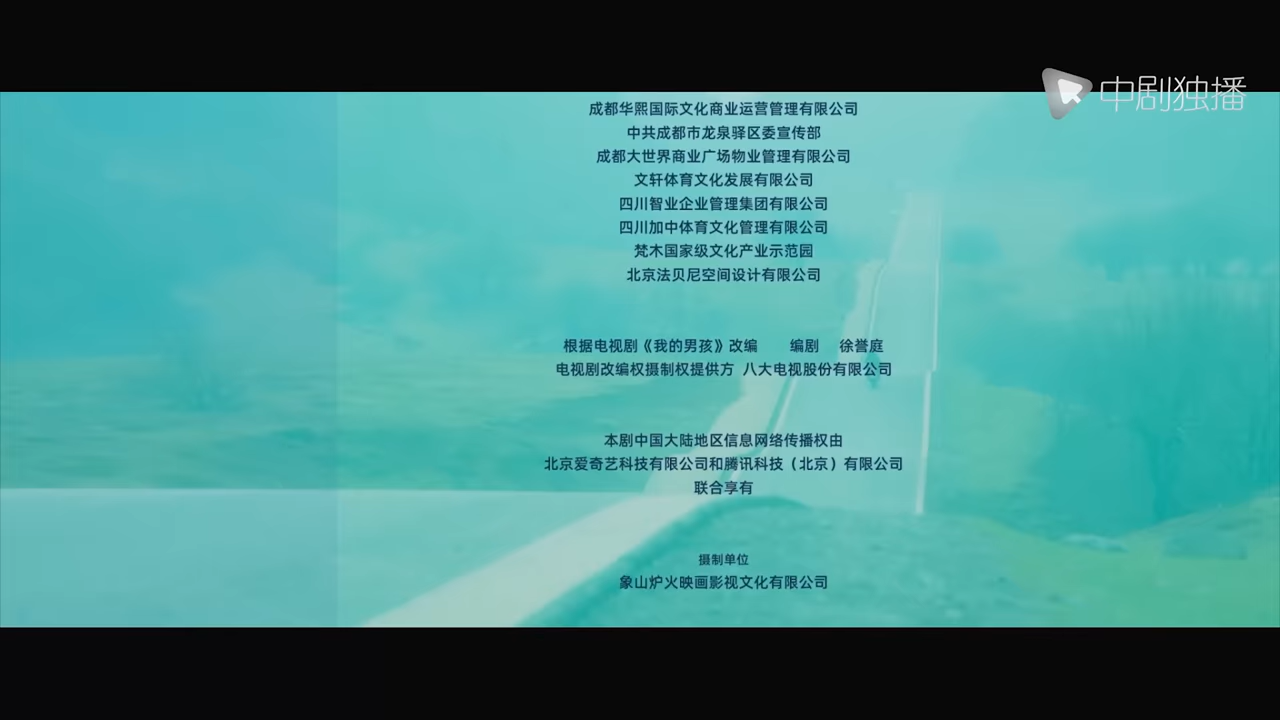 中剧独播
成都华熙国际文化商业运营管理有限公司
中共成都市龙泉驿区委宣传部
成都大世界商业广场物业管理有限公司
文轩体育文化发展有限公司
四川智业企业管理集团有限公司
四川加中体育文化管理有限公司
梵木国家级文化产业示范园
北京法贝尼空间设计有限公司
根据电视剧《我的男孩》改编 编剧 徐誉庭
电视剧改编权摄制权提供方 八大电视股份有限公司
本剧中国大陆地区信息网络传播权由
北京爱奇艺科技有限公司和腾讯科技（北京）有限公司
联合享有
摄制单位
象山炉火映画影视文化有限公司